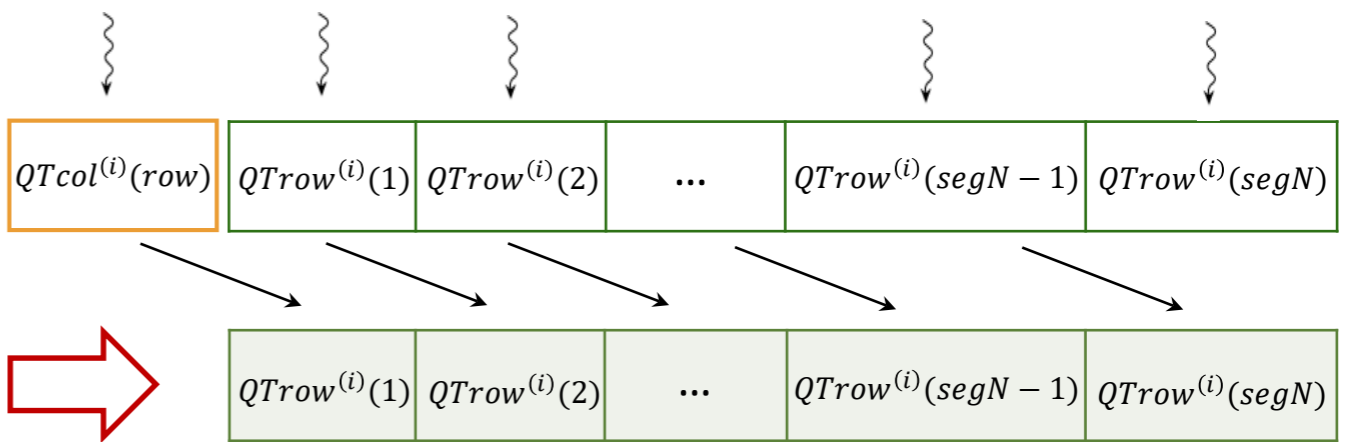 QTcol^{(i)}(row) QTrow^{(i)}(1) QTrow^{(i)}(2) ... QTrow^{(i)}(segN − 1) QTrow^{(i)}(segN)
QTrow^{(i)}(1) QTrow^{(i)}(2) ... QTrow^{(i)}(segN − 1) QTrow^{(i)}(segN)